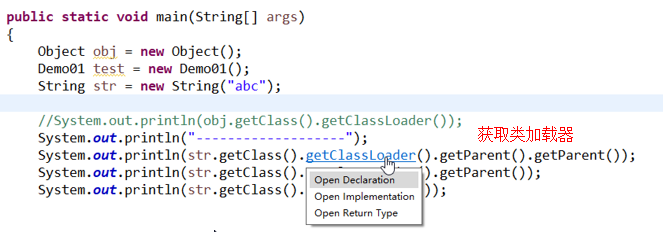 public static void main(String[] args)
{
Object obj = new Object();
Demo01 test = new Demo01();
String str = new String("abc");
//System.out.println(obj.getClass().getClassLoader());
获取类加载器
System.out.println("-------------------");
System.out.println(str.getClass().getClassLoader().getParent().getParent());
System.out.println(str.getClass().getParent());
System.out.println(str.getClass().));
Open Declaration
Open Implementation
Open Return Type